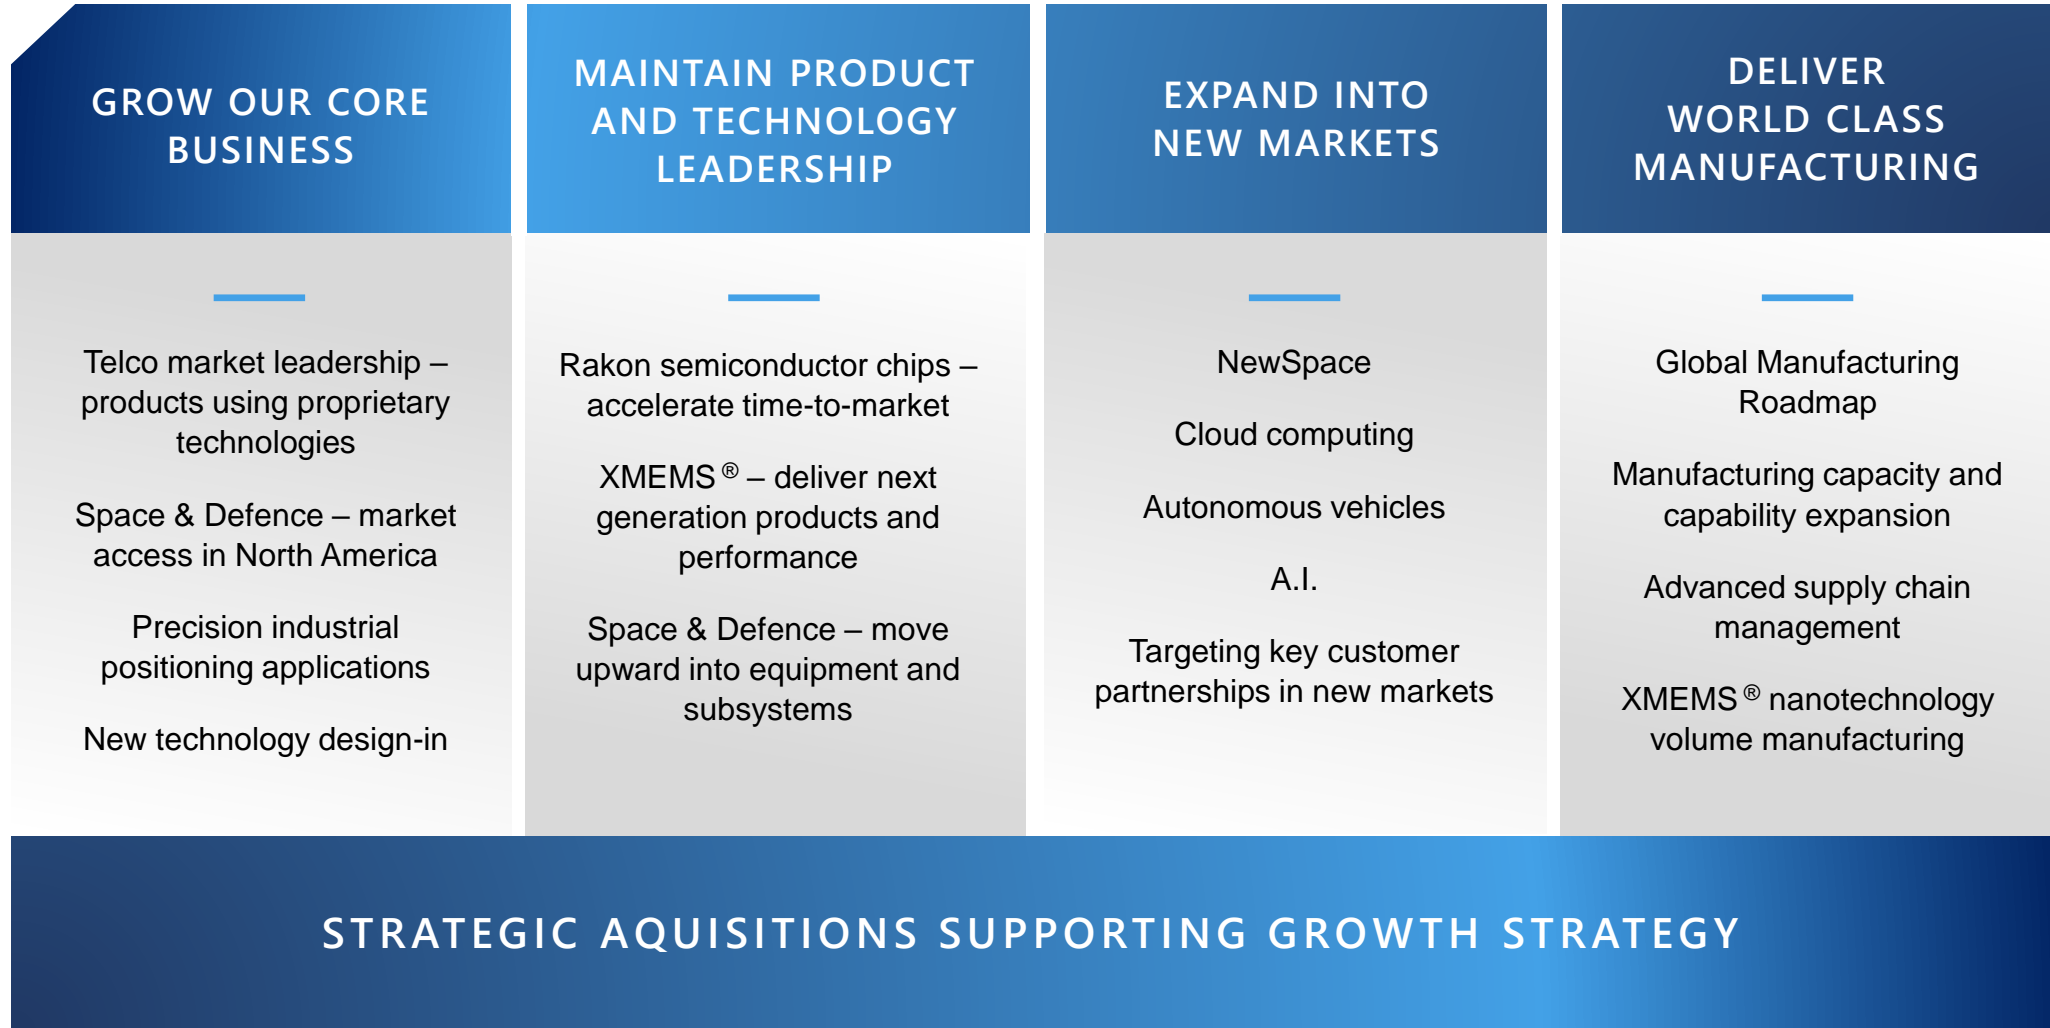 GROW OUR CORE
BUSINESS
Telco market leadership –
products using proprietary
technologies
Space & Defence – market
access in North America
Precision industrial
positioning applications
New technology design-in
MAINTAIN PRODUCT
AND TECHNOLOGY
LEADERSHIP
Rakon semiconductor chips –
accelerate time-to-market
XMEMS ® – deliver next
generation products and
performance
Space & Defence – move
upward into equipment and
subsystems
EXPAND INTO
NEW MARKETS
NewSpace
Cloud computing
Autonomous vehicles
A.I.
Targeting key customer
partnerships in new markets
DELIVER
WORLD CLASS
MANUFACTURING
Global Manufacturing
Roadmap
Manufacturing capacity and
capability expansion
Advanced supply chain
management
XMEMS ® nanotechnology
volume manufacturing
STRATEGIC AQUISITIONS SUPPORTING GROWTH STRATEGY